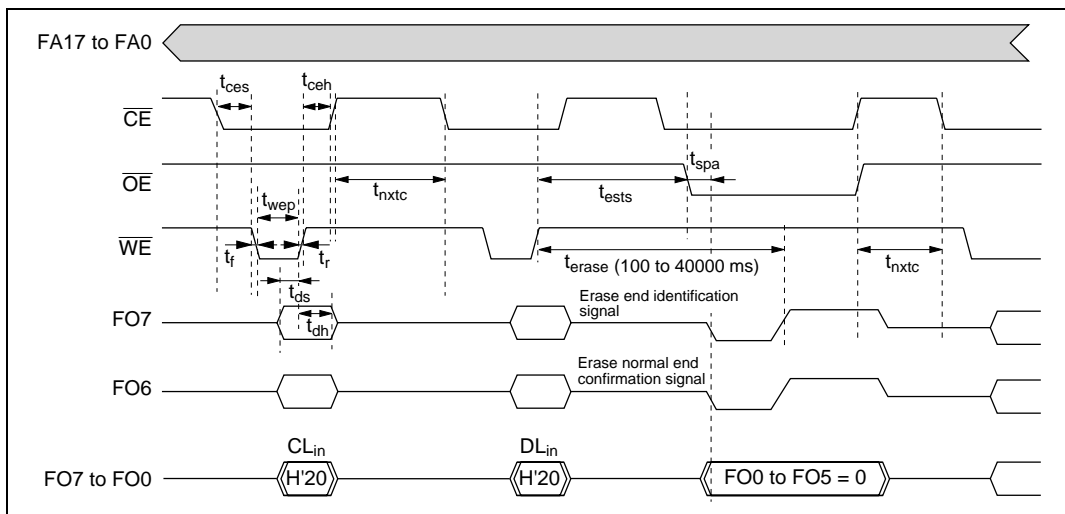 FA17 to FA0
tces
tceh
CE
tspa
OE
tnxtc
tests
twep
WE
tf
tr
terase (100 to 40000 ms)
tnxtc
tds
Erase end identification
signal
FO7
tdh
Erase normal end
confirmation signal
FO6
CLin
DLin
FO7 to FO0
H'20
H'20
FO0 to FO5 = 0